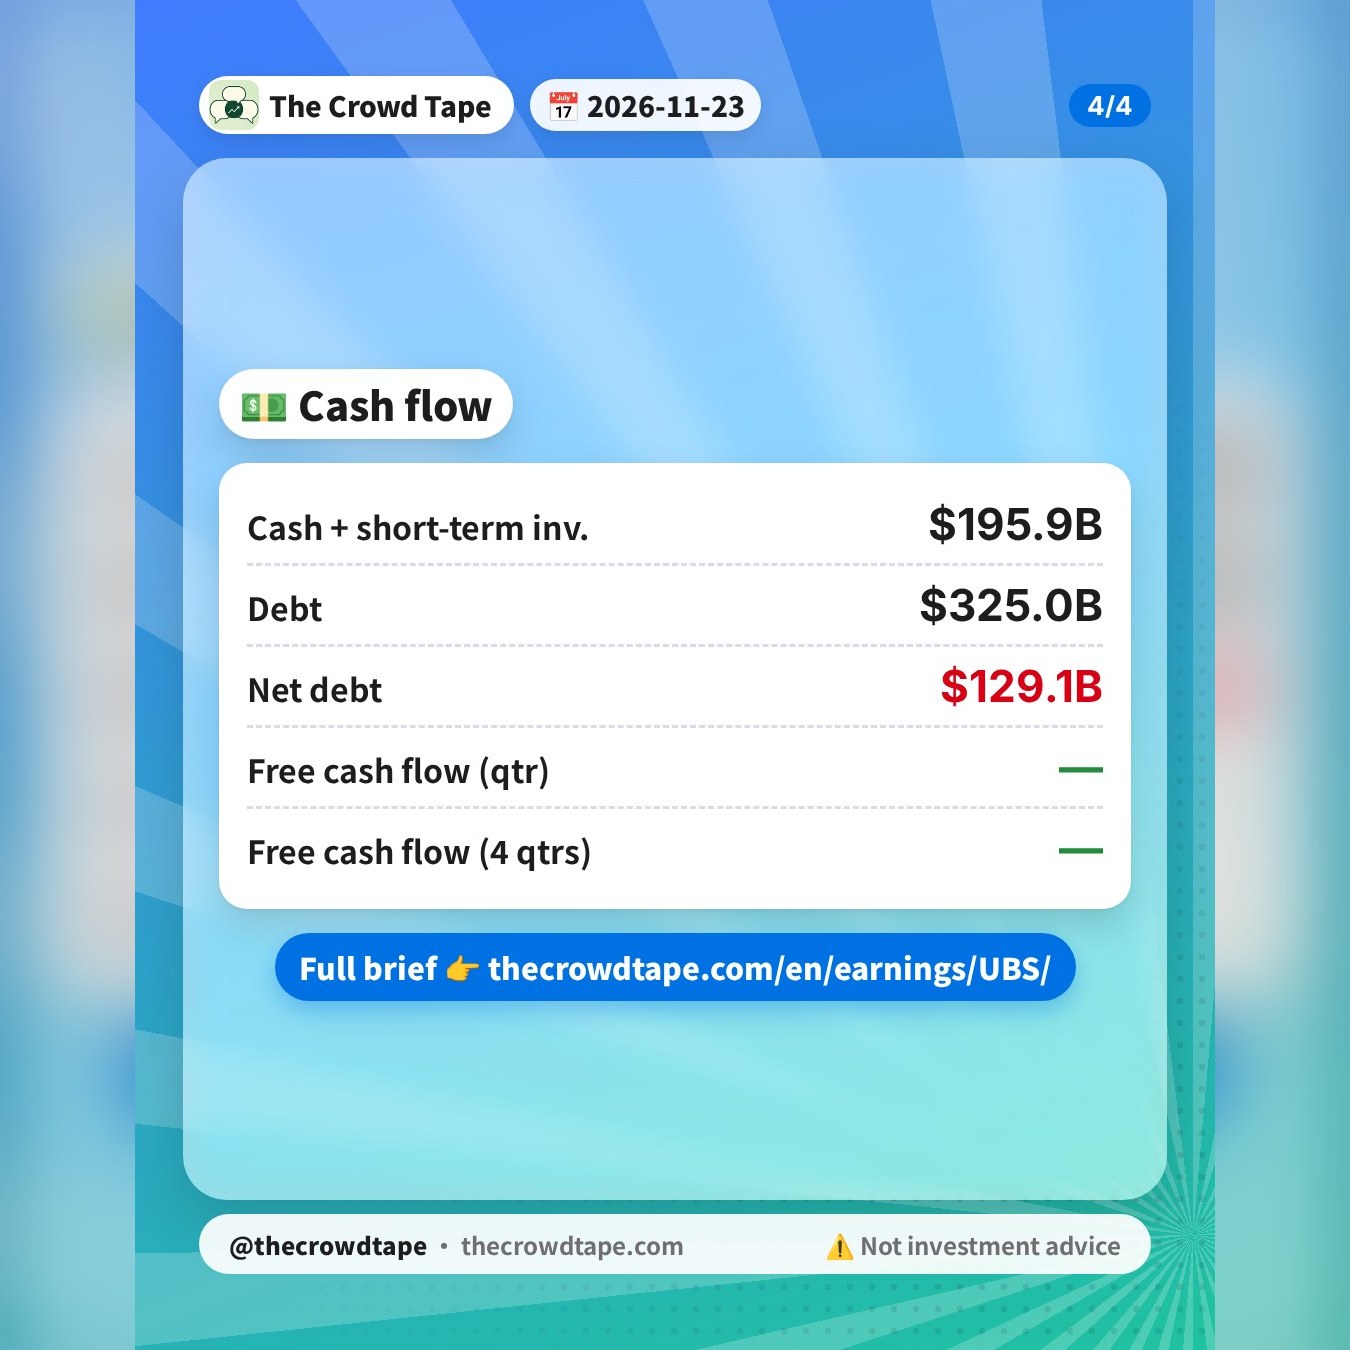 The Crowd Tape
📅 2026-11-23
4/4
💵 Cash flow
Cash + short-term inv. $195.9B
Debt $325.0B
Net debt $129.1B
Free cash flow (qtr) —
Free cash flow (4 qtrs) —
Full brief 👉 thecrowdtape.com/en/earnings/UBS/
@thecrowdtape • thecrowdtape.com
⚠️ Not investment advice